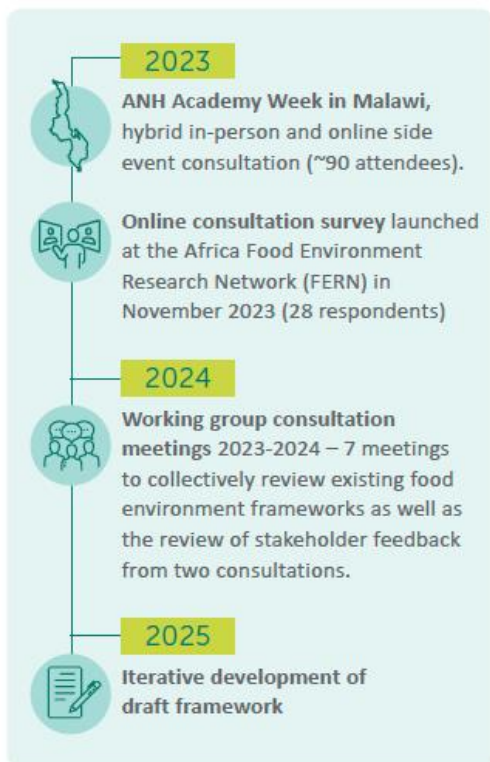 2023
ANH Academy Week in Malawi,
hybrid in-person and online side
event consultation (~90 attendees).
Online consultation survey launched
at the Africa Food Environment
Research Network (FERN) in
November 2023 (28 respondents)
2024
Working group consultation
meetings 2023-2024 – 7 meetings
to collectively review existing food
environment frameworks as well as
the review of stakeholder feedback
from two consultations.
2025
Iterative development of
draft framework